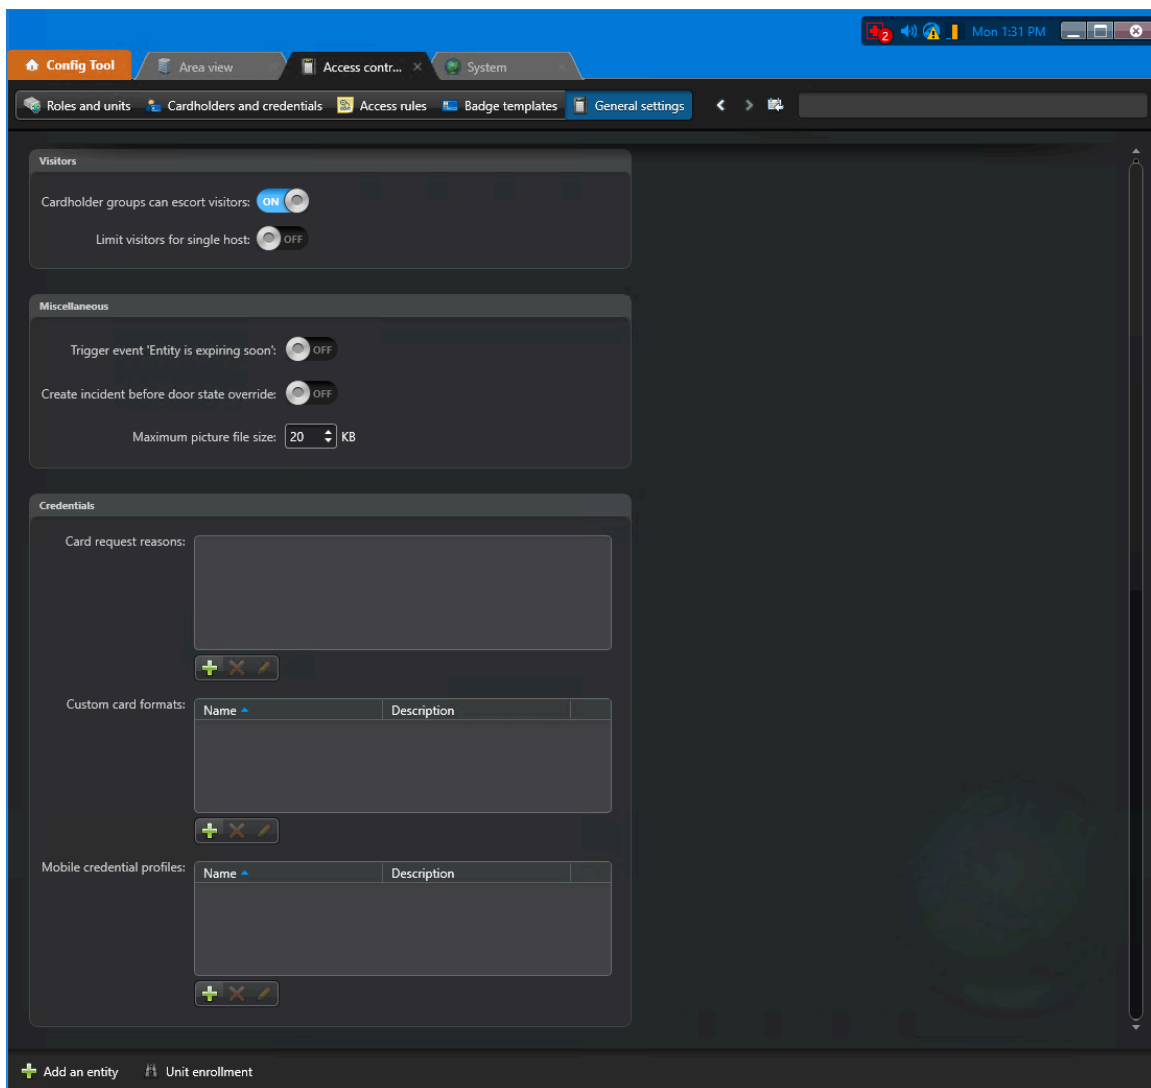 2 Mon 1:31 PM
Config Tool Area view Access contr... System
Roles and units Cardholders and credentials Access rules Badge templates General settings
Visitors
Cardholder groups can escort visitors: ON
Limit visitors for single host: OFF
Miscellaneous
Trigger event 'Entity is expiring soon': OFF
Create incident before door state override: OFF
Maximum picture file size: 20 KB
Credentials
Card request reasons:
Custom card formats:
Name Description
Mobile credential profiles:
Name Description
Add an entity Unit enrollment